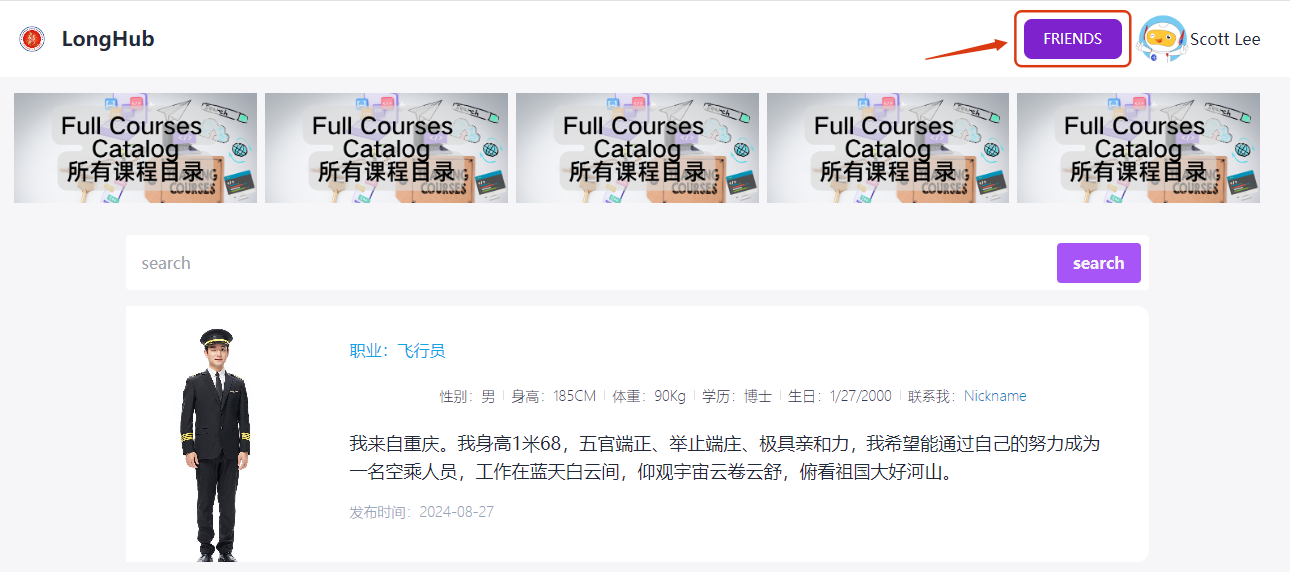 LongHub
FRIENDS
Scott Lee
Full Courses
Catalog
所有课程目录
Full Courses
Catalog
所有课程目录
Full Courses
Catalog
所有课程目录
Full Courses
Catalog
所有课程目录
Full Courses
Catalog
所有课程目录
search
search
职业：飞行员
性别：男 | 身高：185CM | 体重：90Kg | 学历：博士 | 生日：1/27/2000 | 联系我：Nickname
我来自重庆。我身高1米68，五官端正、举止端庄、极具亲和力，我希望能通过自己的努力成为
一名空乘人员，工作在蓝天白云间，仰观宇宙云卷云舒，俯看祖国大好河山。
发布时间：2024-08-27